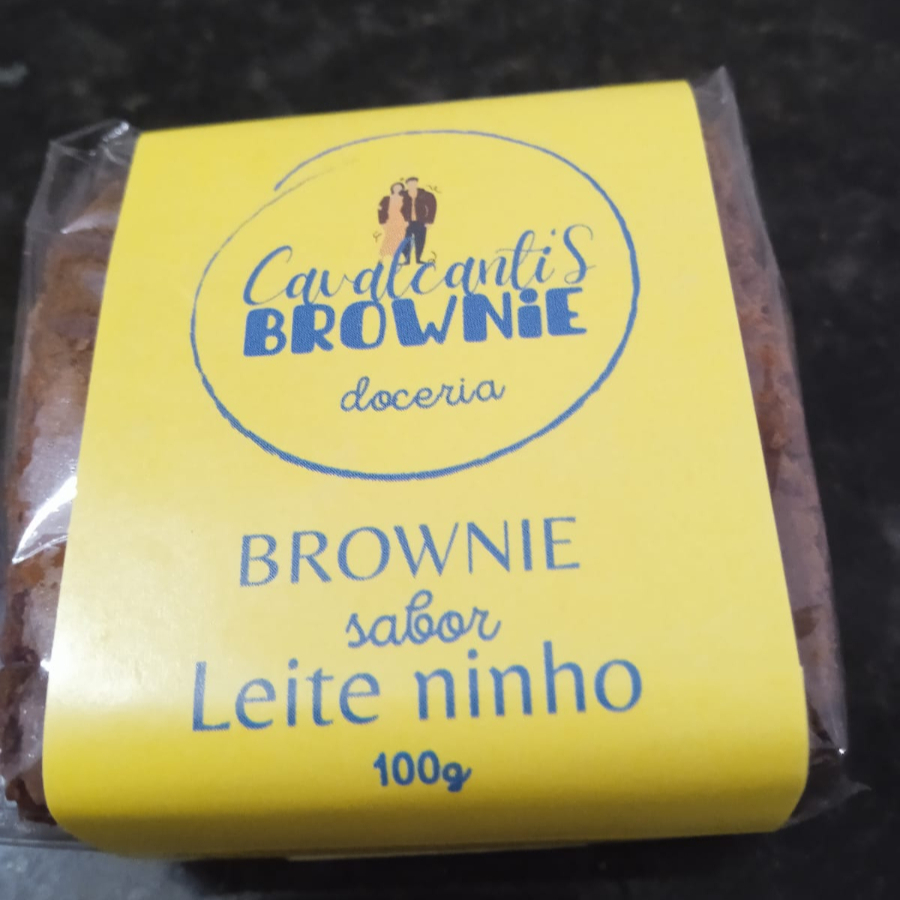 Cavalcanti's
BROWNiE
doceria
BROWNIE
sabor
Leite ninho
100g